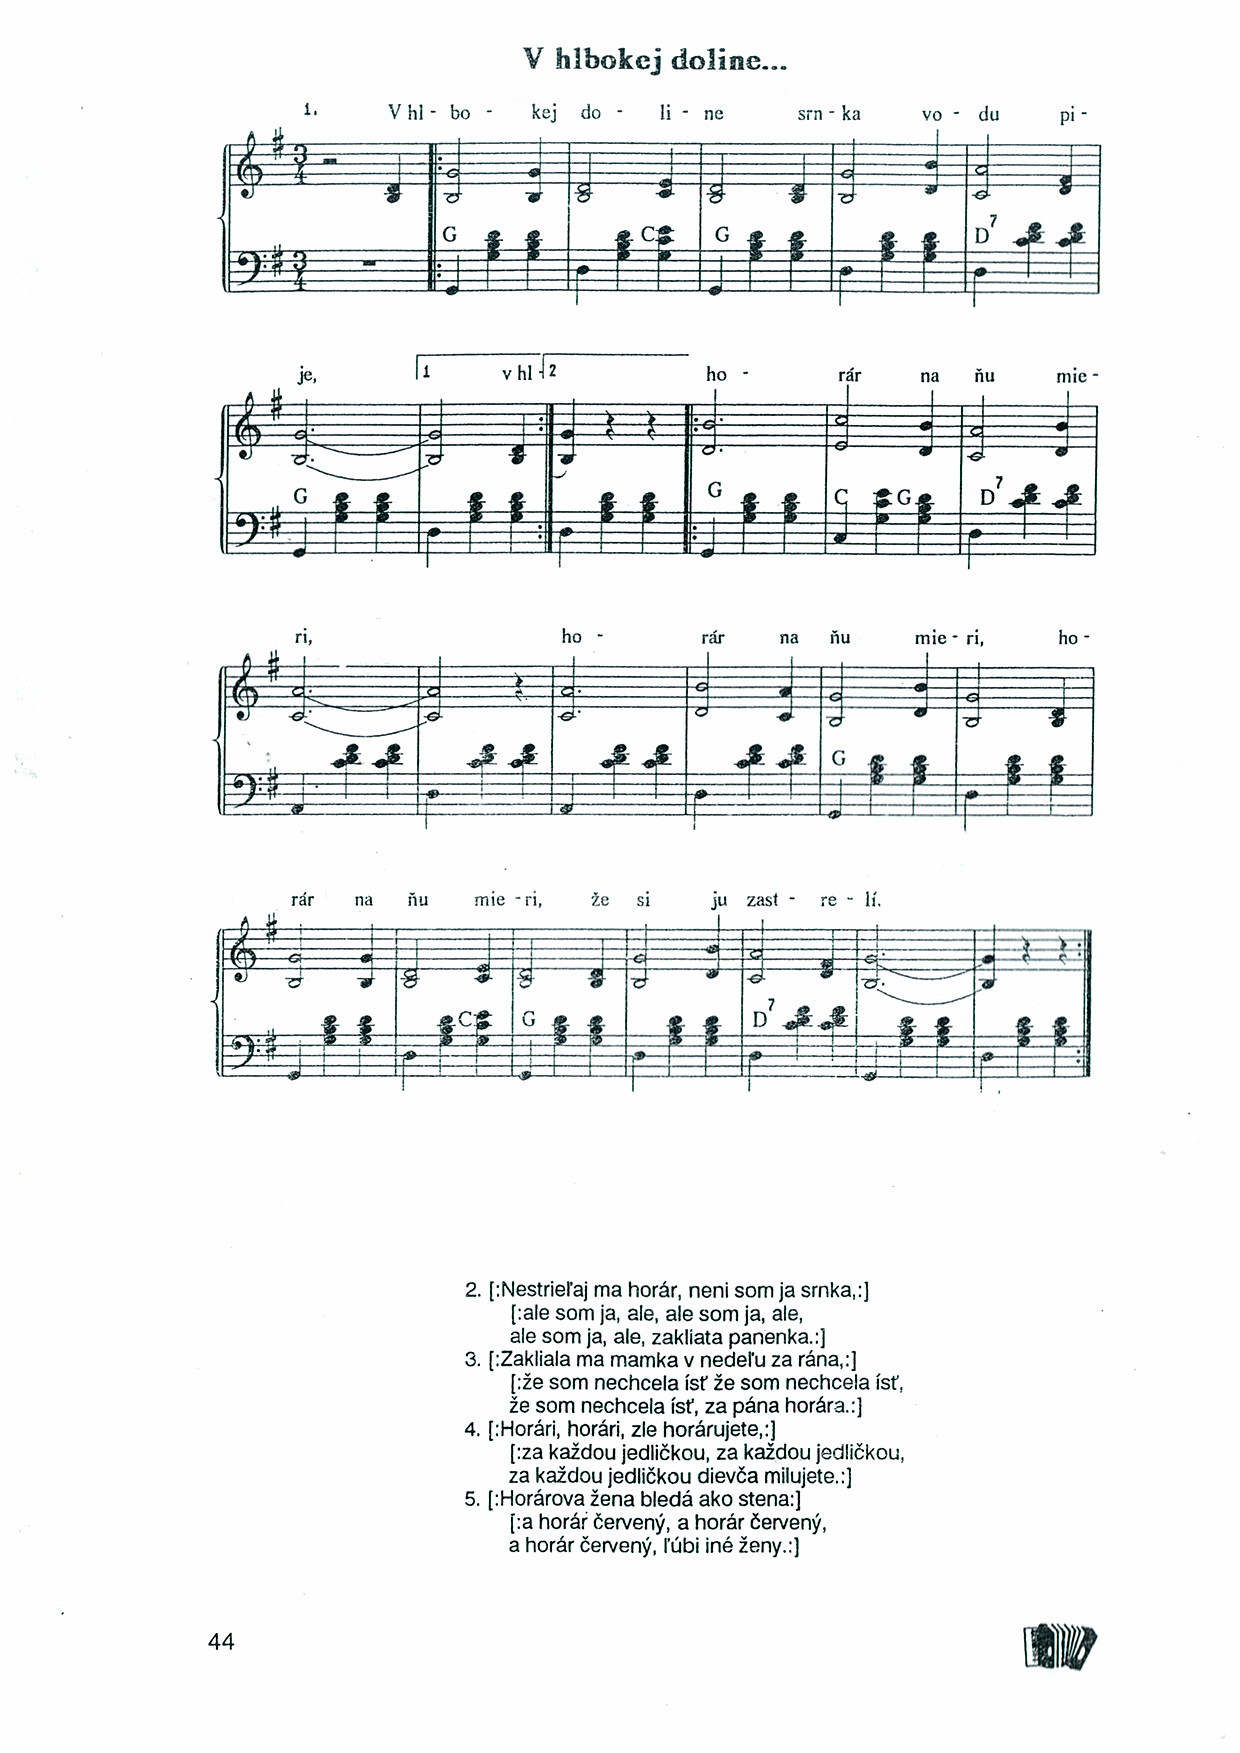 V hlbokej doline...
1. V hl - bo - kej do - li - ne srn - ka vo - du pi -
3 4
G C G D7
3 4
je, 1 v hl - 2 ho - rár na ňu mie -
G G C G D7
ri, ho - rár na ňu mie - ri, ho -
G
rár na ňu mie - ri, že si ju zast - re - lí.
C G D7
2. [:Nestrieľaj ma horár, neni som ja srnka,:]
[:ale som ja, ale, ale som ja, ale,
ale som ja, ale, zakliata panenka.:]
3. [:Zakliala ma mamka v nedeľu za rána,:]
[:že som nechcela ísť že som nechcela ísť,
že som nechcela ísť, za pána horára.:]
4. [:Horári, horári, zle horárujete,:]
[:za každou jedličkou, za každou jedličkou,
za každou jedličkou dievča milujete.:]
5. [:Horárova žena bledá ako stena:]
[:a horár červený, a horár červený,
a horár červený, ľúbi iné ženy.:]
44